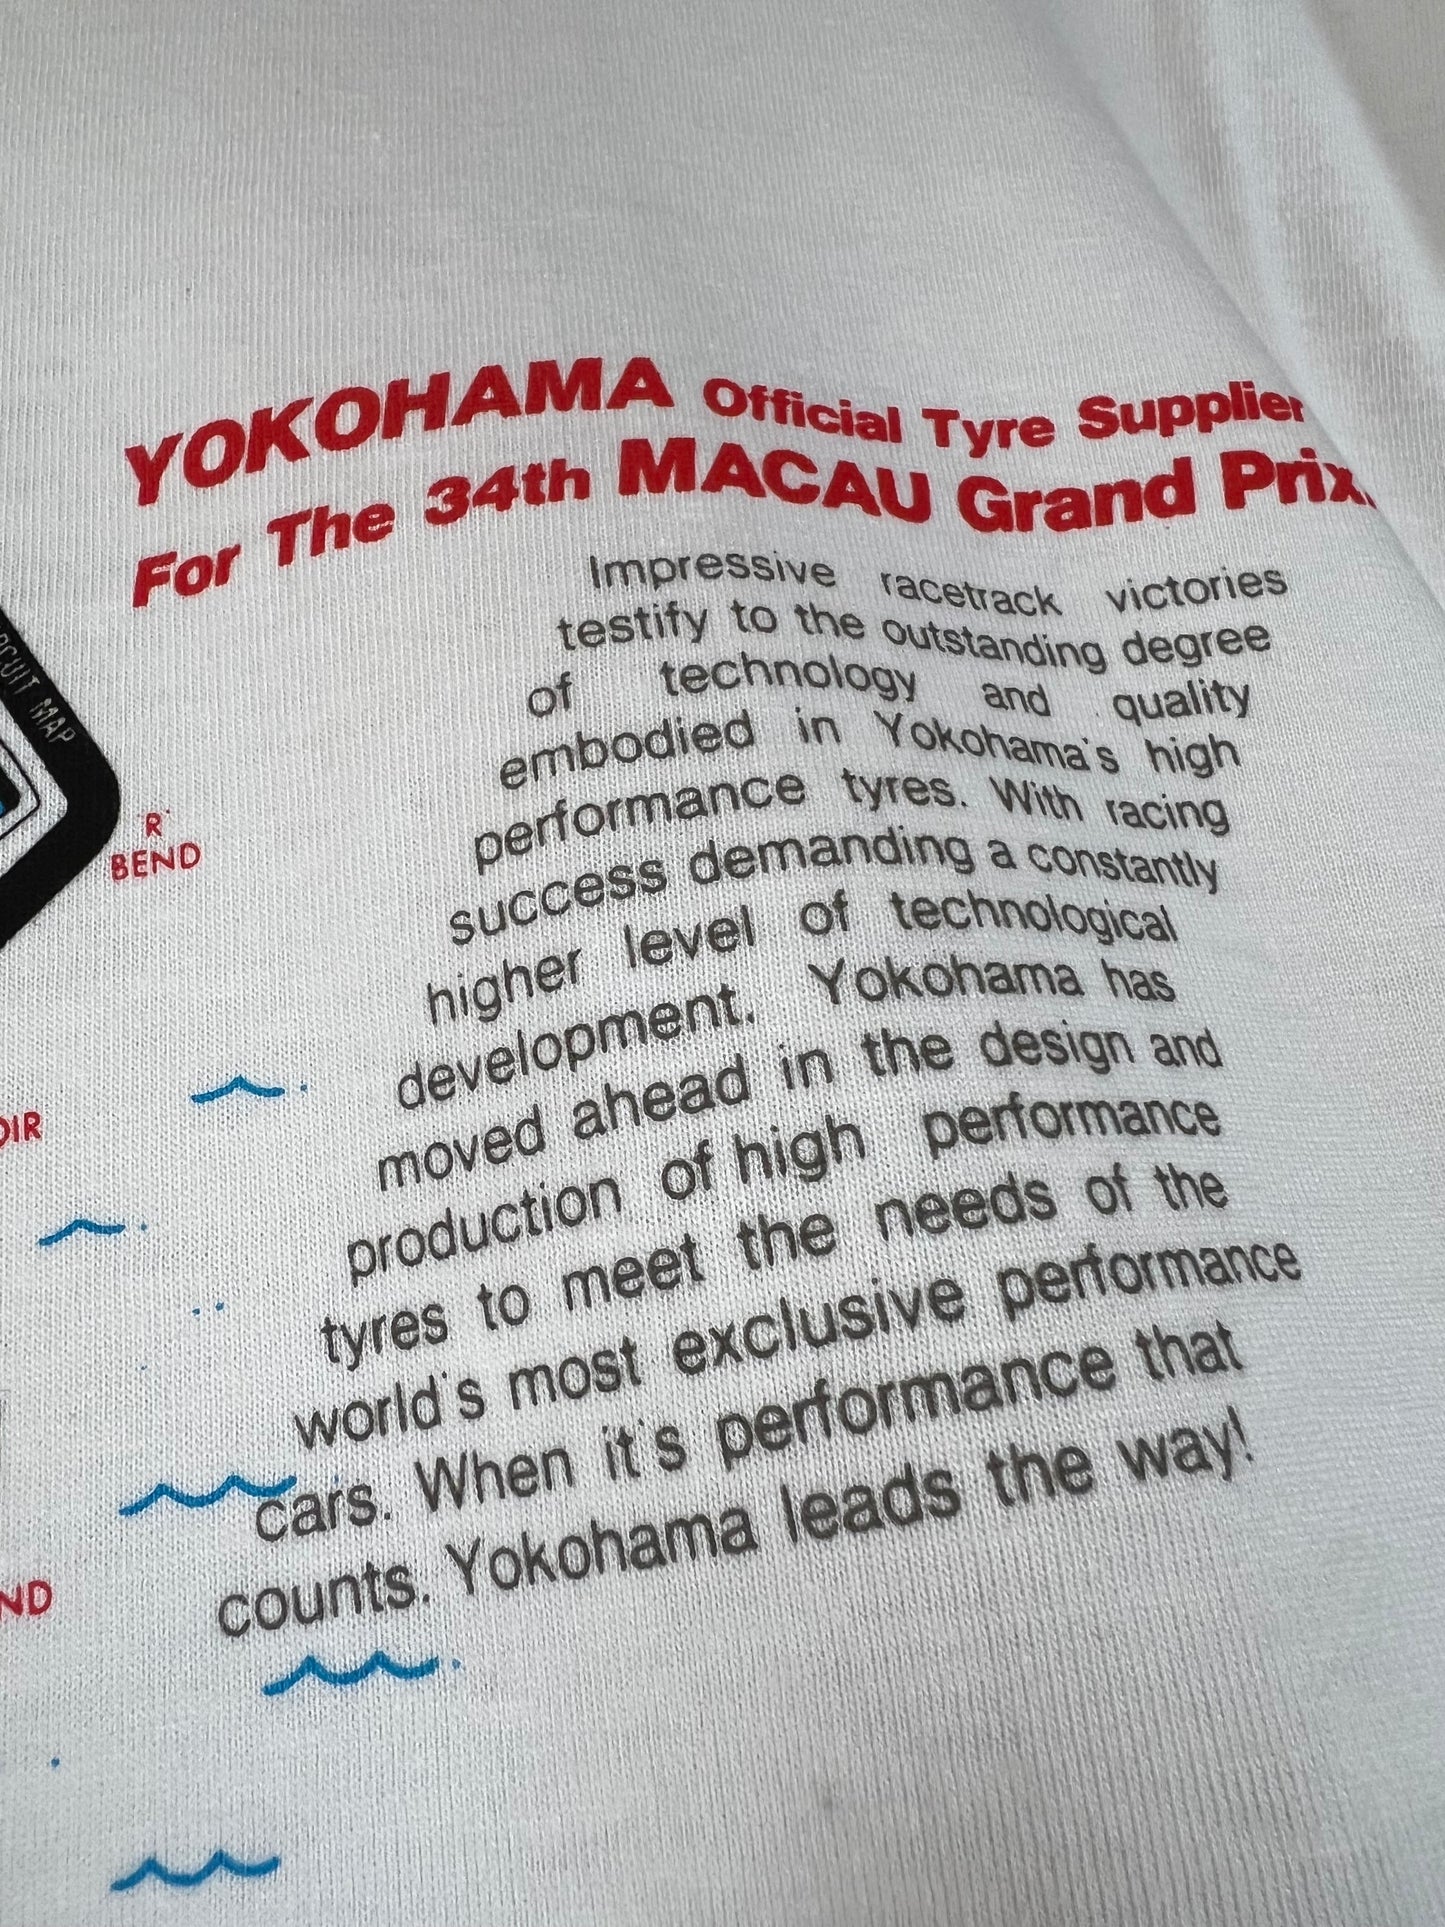 YOKOHAMA Official Tyre Supplier
For The 34th MACAU Grand Prix.
Impressive racetrack victories
testify to the outstanding degree
of technology and quality
embodied in Yokohama's high
performance tyres. With racing
success demanding a constantly
higher level of technological
development. Yokohama has
moved ahead in the design and
production of high performance
tyres to meet the needs of the
world's most exclusive performance
cars. When it's performance that
counts. Yokohama leads the way!
MAP
R
BEND